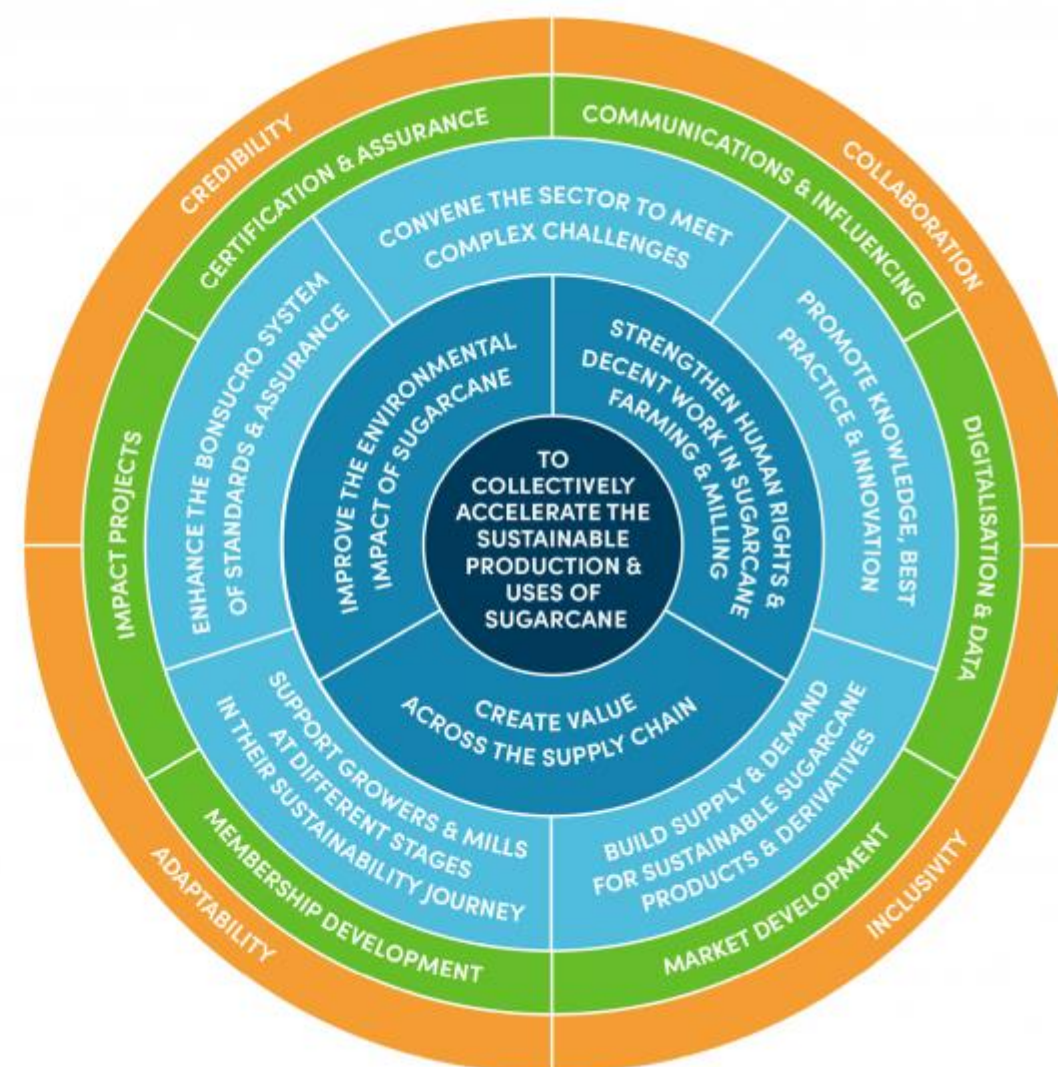 CREDIBILITY
COLLABORATION
INCLUSIVITY
ADAPTABILITY
CERTIFICATION & ASSURANCE
COMMUNICATIONS & INFLUENCING
DIGITALISATION & DATA
MARKET DEVELOPMENT
MEMBERSHIP DEVELOPMENT
IMPACT PROJECTS
CONVENE THE SECTOR TO MEET
COMPLEX CHALLENGES
PROMOTE KNOWLEDGE, BEST
PRACTICE & INNOVATION
BUILD SUPPLY & DEMAND
FOR SUSTAINABLE SUGARCANE
PRODUCTS & DERIVATIVES
SUPPORT GROWERS & MILLS
AT DIFFERENT STAGES
IN THEIR SUSTAINABILITY JOURNEY
ENHANCE THE BONSUCRO SYSTEM
OF STANDARDS & ASSURANCE
IMPROVE THE ENVIRONMENTAL
IMPACT OF SUGARCANE
STRENGTHEN HUMAN RIGHTS &
DECENT WORK IN SUGARCANE
FARMING & MILLING
CREATE VALUE
ACROSS THE SUPPLY CHAIN
TO
COLLECTIVELY
ACCELERATE THE
SUSTAINABLE
PRODUCTION &
USES OF
SUGARCANE